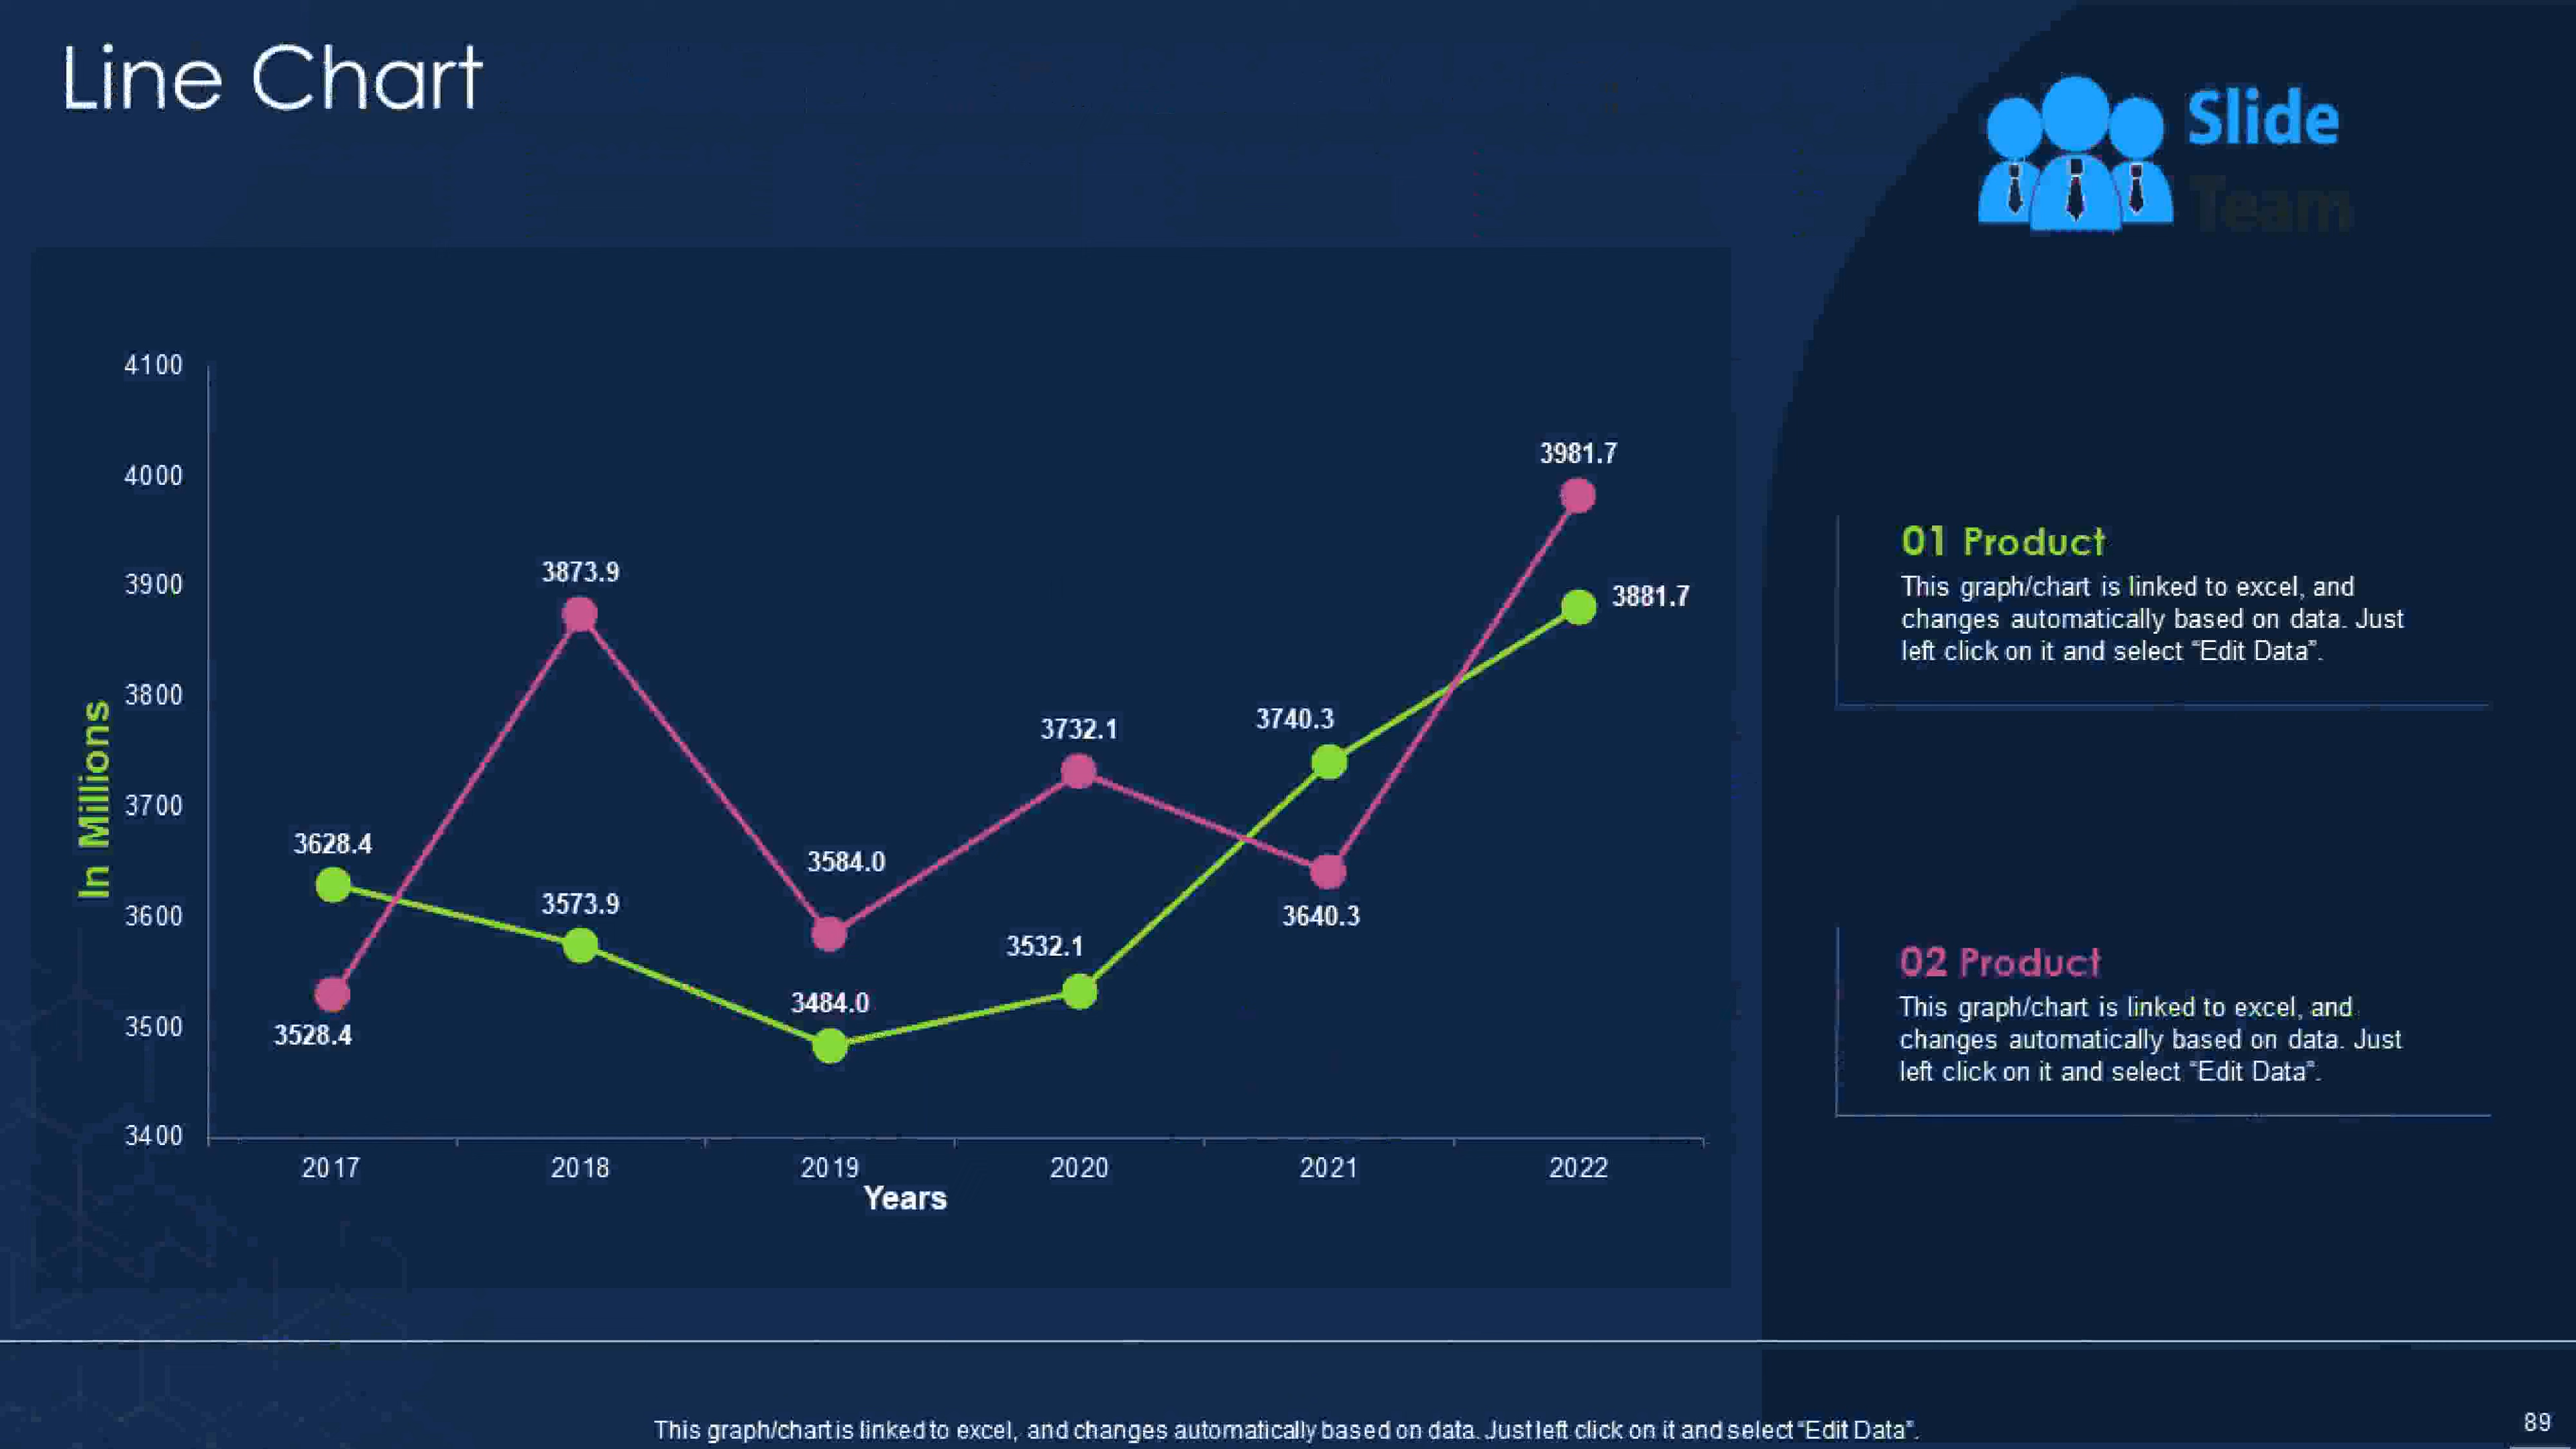 Line Chart
Slide
Team
4100
4000
3900
3800
3700
3600
3500
3400
In Millions
3628.4
3528.4
3873.9
3573.9
3584.0
3484.0
3732.1
3532.1
3740.3
3640.3
3981.7
3881.7
2017 2018 2019 2020 2021 2022
Years
01 Product
This graph/chart is linked to excel, and
changes automatically based on data. Just
left click on it and select “Edit Data”.
02 Product
This graph/chart is linked to excel, and
changes automatically based on data. Just
left click on it and select “Edit Data”.
This graph/chart is linked to excel, and changes automatically based on data. Just left click on it and select “Edit Data”.
89